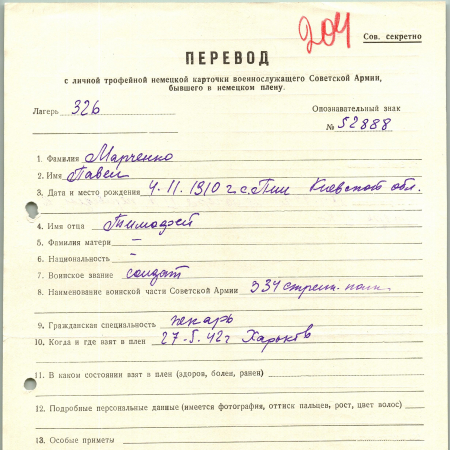 204
Сов. секретно
ПЕРЕВОД
с личной трофейной немецкой карточки военнослужащего Советской Армии,
бывшего в немецком плену.
Лагерь 326 Опознавательный знак
№ 52888
1. Фамилия Марченко
2. Имя Павел
3. Дата и место рождения 4.11.1910 г. с. Пии Киевской обл.
4. Имя отца Тимофей
5. Фамилия матери —
6. Национальность -
7. Воинское звание солдат
8. Наименование воинской части Советской Армии 334 стрелк. полк
9. Гражданская специальность пекарь
10. Когда и где взят в плен 27-5-42 г Харьков
11. В каком состоянии взят в плен (здоров, болен, ранен)
12. Подробные персональные данные (имеется фотография, оттиск пальцев, рост, цвет волос)
13. Особые приметы